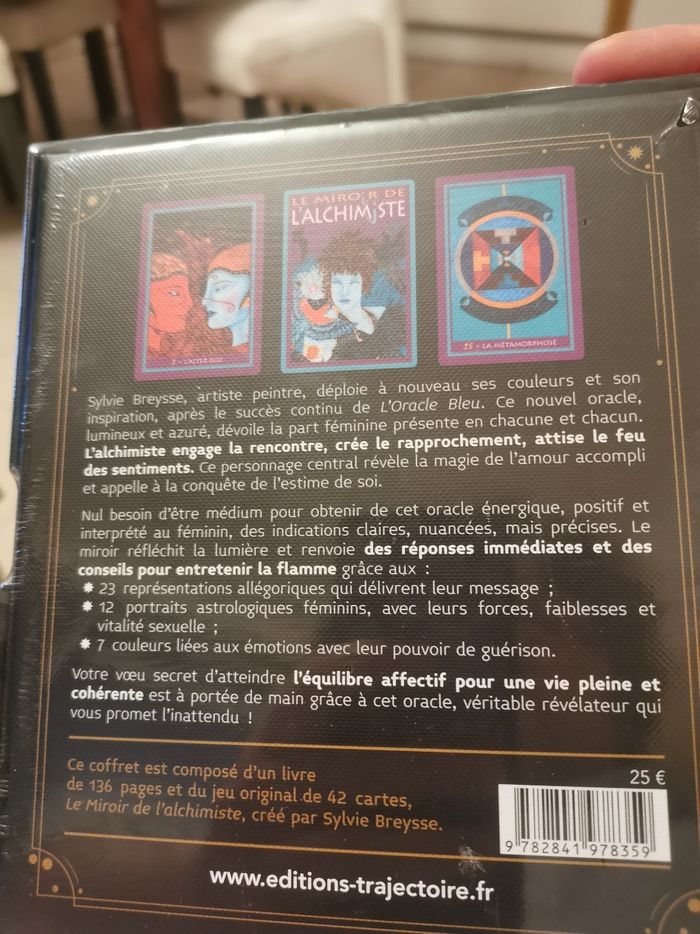 LE MIROIR DE
L'ALCHIMISTE
2 - L'ALTER EGO
25 - LA MÉTAMORPHOSE
Sylvie Breysse, artiste peintre, déploie à nouveau ses couleurs et son
inspiration, après le succès continu de L'Oracle Bleu. Ce nouvel oracle,
lumineux et azuré, dévoile la part féminine présente en chacune et chacun.
L'alchimiste engage la rencontre, crée le rapprochement, attise le feu
des sentiments. Ce personnage central révèle la magie de l'amour accompli
et appelle à la conquête de l'estime de soi.
Nul besoin d'être médium pour obtenir de cet oracle énergique, positif et
interprété au féminin, des indications claires, nuancées, mais précises. Le
miroir réfléchit la lumière et renvoie des réponses immédiates et des
conseils pour entretenir la flamme grâce aux :
* 23 représentations allégoriques qui délivrent leur message ;
* 12 portraits astrologiques féminins, avec leurs forces, faiblesses et
vitalité sexuelle ;
* 7 couleurs liées aux émotions avec leur pouvoir de guérison.
Votre vœu secret d'atteindre l'équilibre affectif pour une vie pleine et
cohérente est à portée de main grâce à cet oracle, véritable révélateur qui
vous promet l'inattendu !
Ce coffret est composé d'un livre
de 136 pages et du jeu original de 42 cartes,
Le Miroir de l'alchimiste, créé par Sylvie Breysse.
25 €
9 782841 978359
www.editions-trajectoire.fr